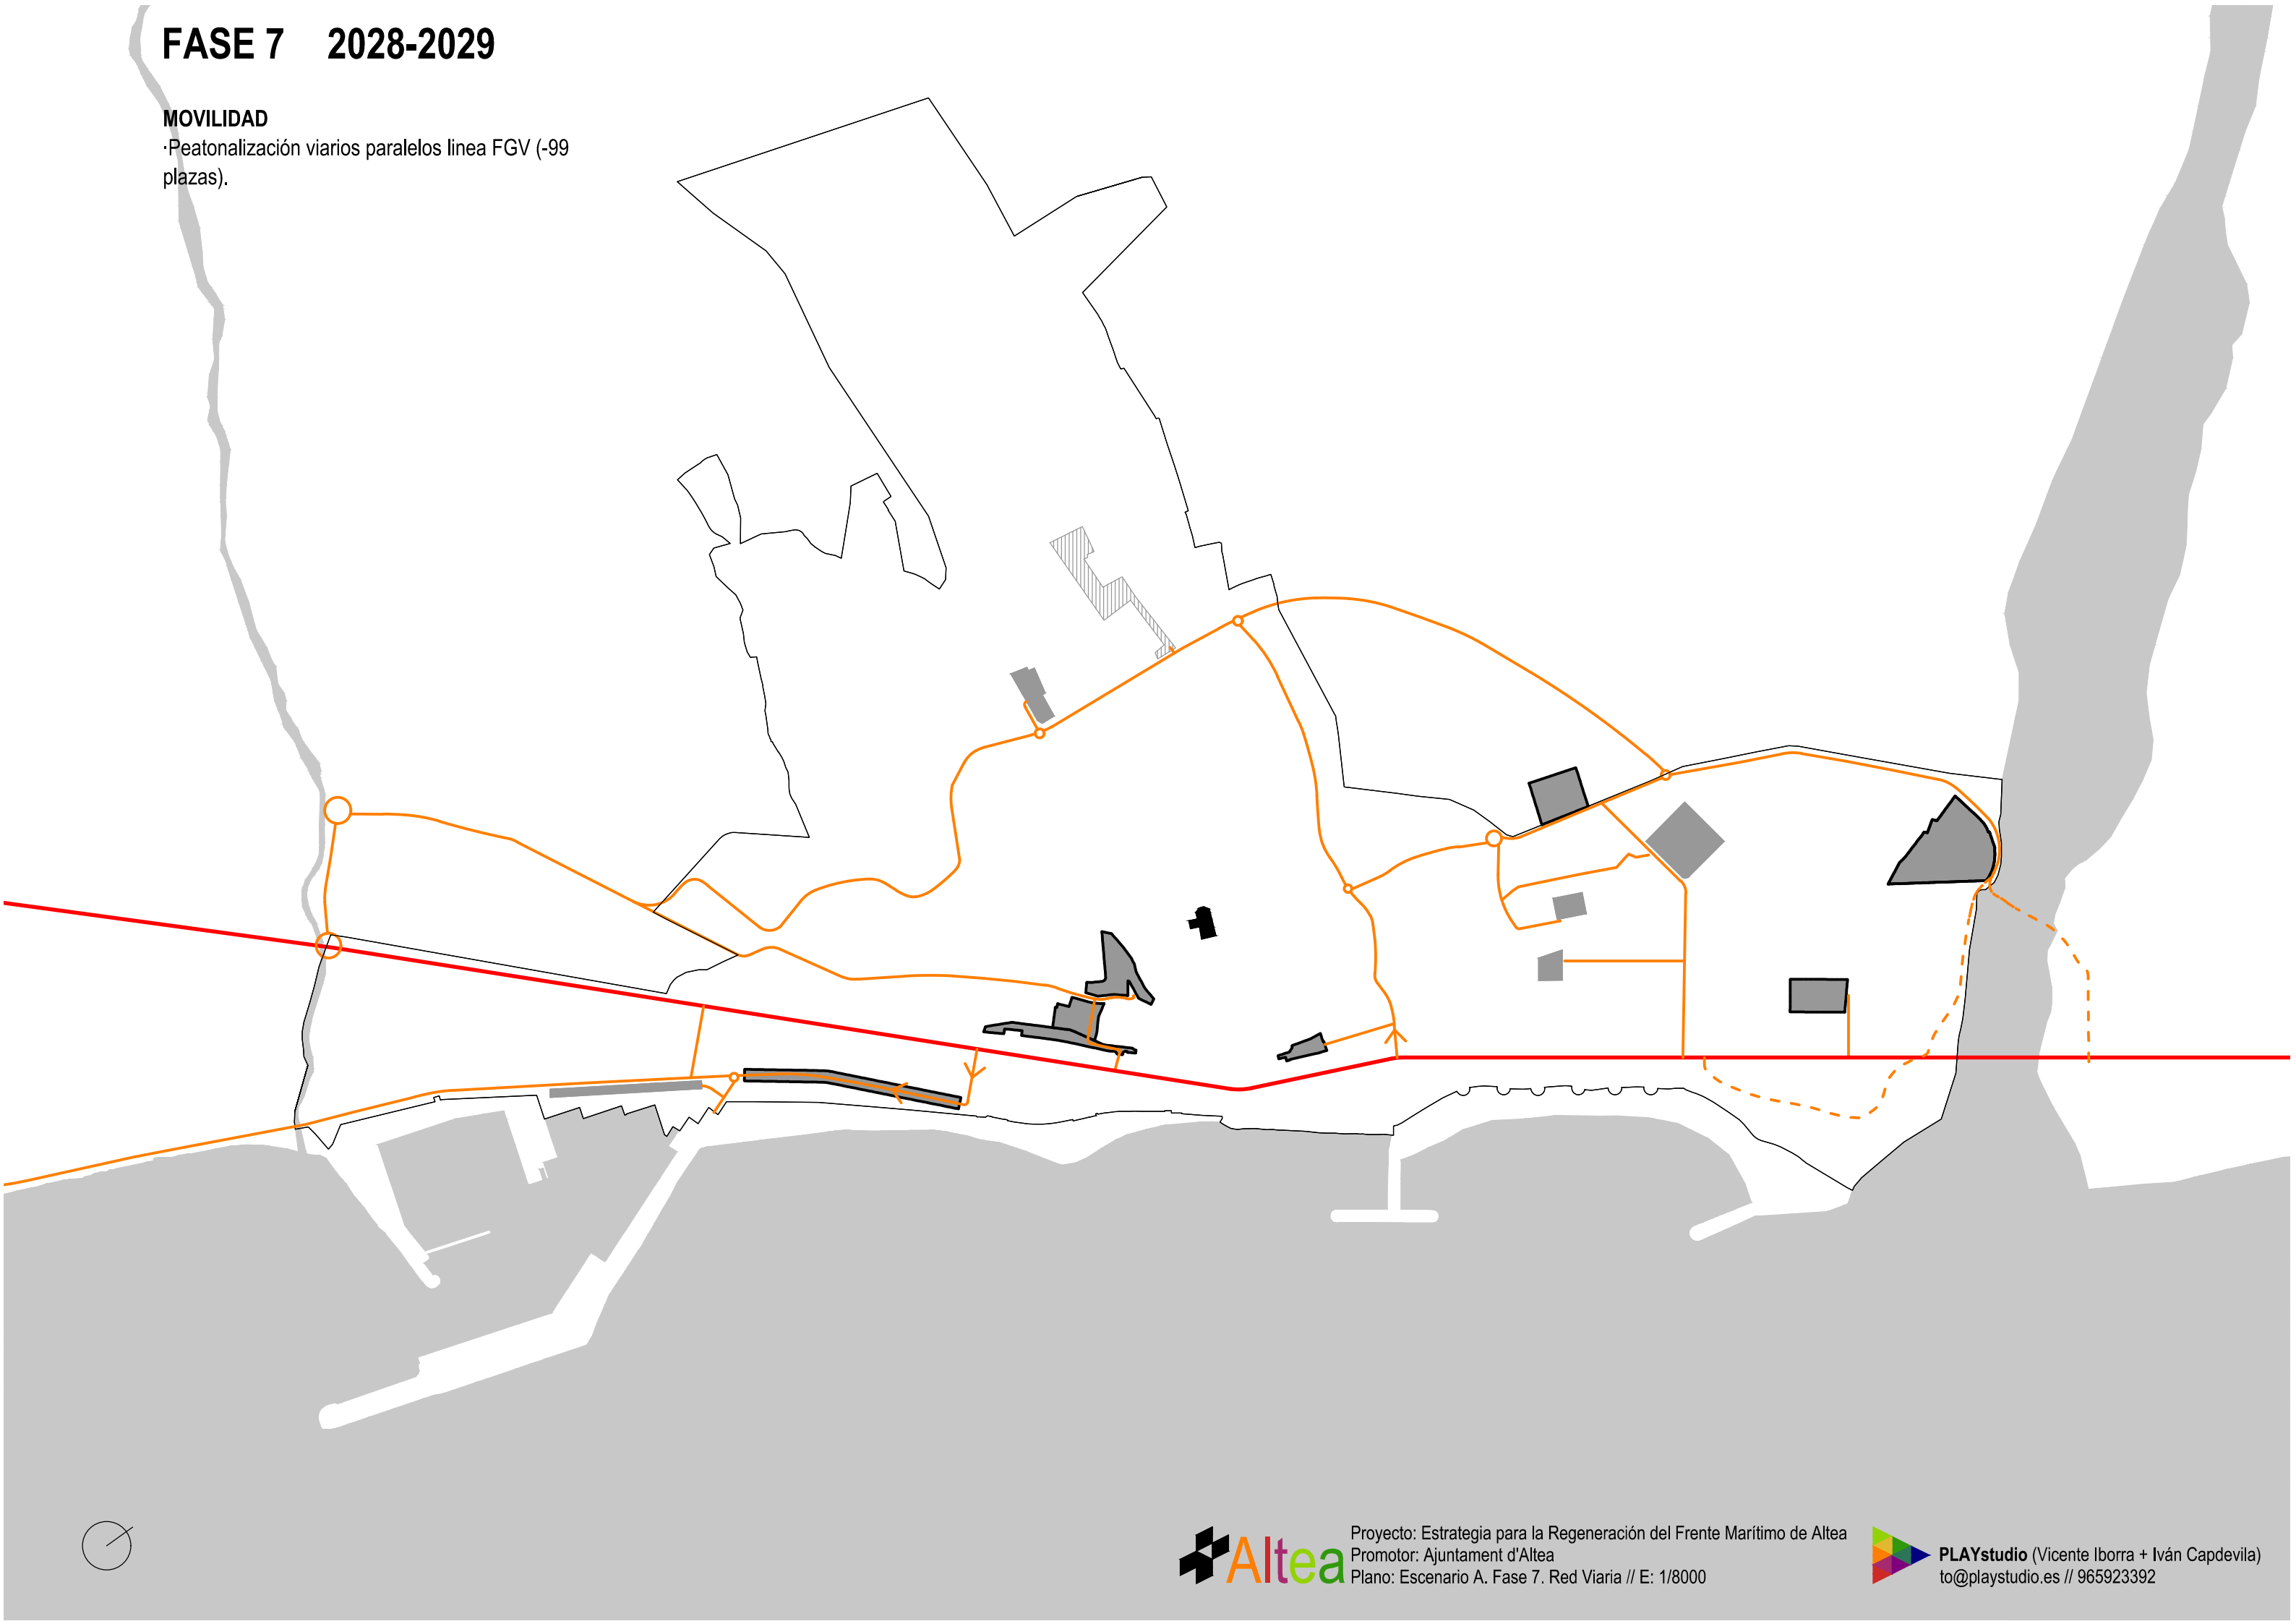 FASE 7 2028-2029
MOVILIDAD
·Peatonalización viarios paralelos linea FGV (-99
plazas).
Altea
Proyecto: Estrategia para la Regeneración del Frente Marítimo de Altea
Promotor: Ajuntament d'Altea
Plano: Escenario A. Fase 7. Red Viaria // E: 1/8000
PLAYstudio (Vicente Iborra + Iván Capdevila)
to@playstudio.es // 965923392